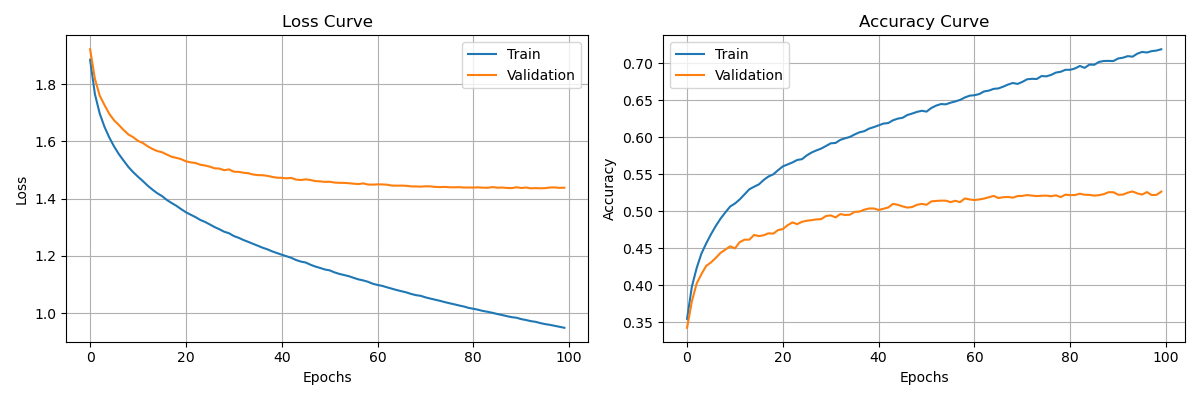 Loss Curve
Train
Validation
1.8
1.6
1.4
1.2
1.0
Loss
0 20 40 60 80 100
Epochs
Accuracy Curve
Train
Validation
0.70
0.65
0.60
0.55
0.50
0.45
0.40
0.35
Accuracy
0 20 40 60 80 100
Epochs